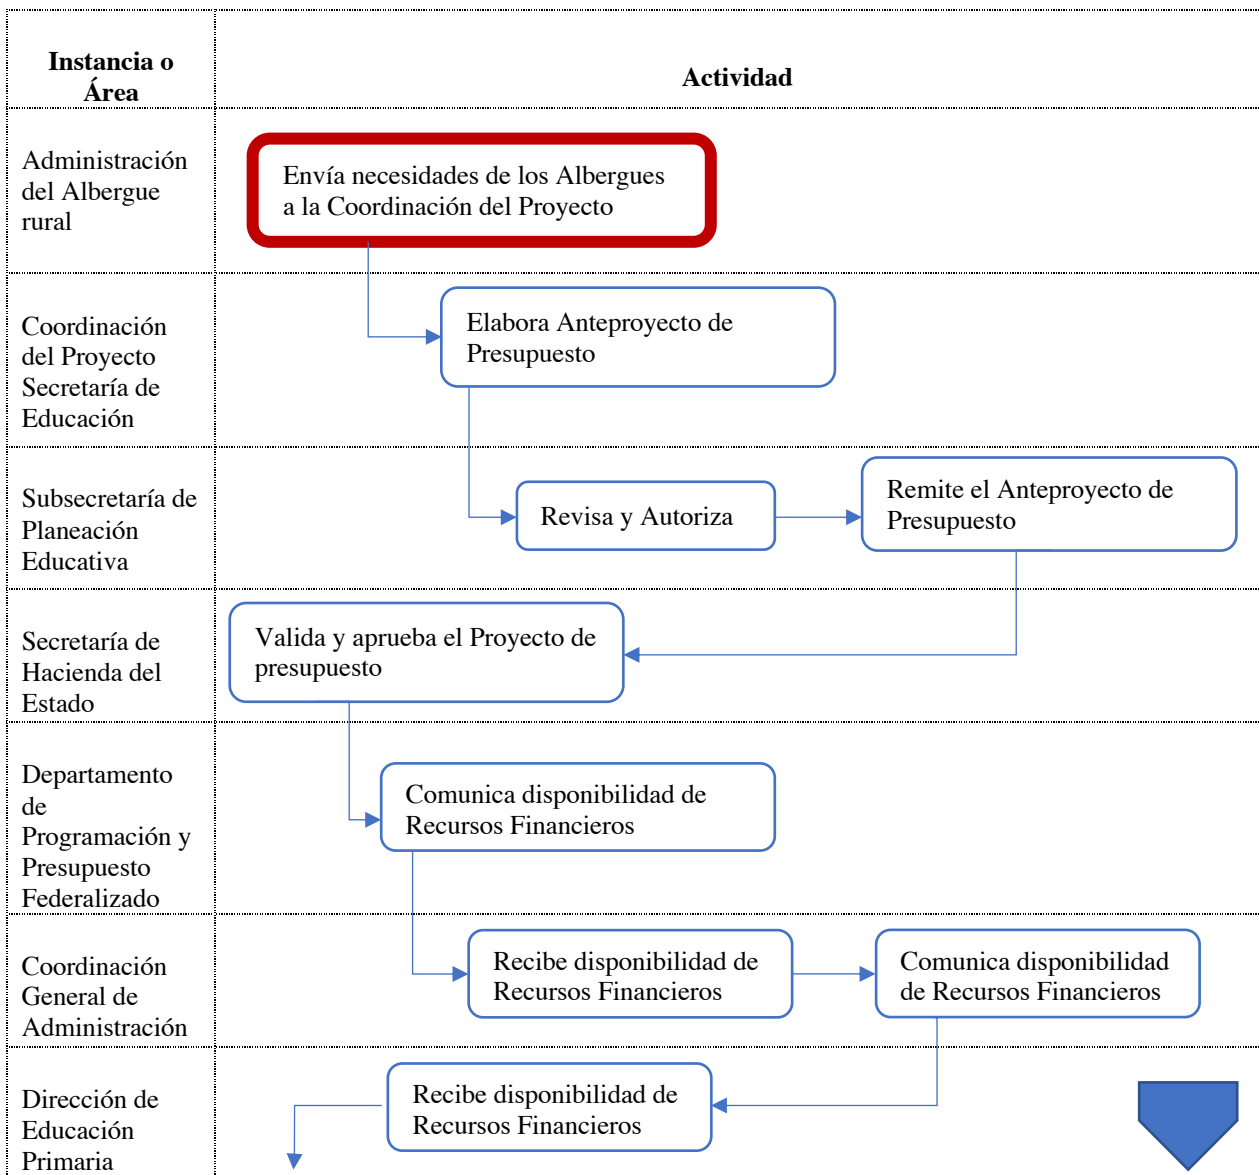 Instancia o
Área
Actividad
Administración
del Albergue
rural
Envía necesidades de los Albergues
a la Coordinación del Proyecto
Coordinación
del Proyecto
Secretaría de
Educación
Elabora Anteproyecto de
Presupuesto
Subsecretaría de
Planeación
Educativa
Revisa y Autoriza
Remite el Anteproyecto de
Presupuesto
Secretaría de
Hacienda del
Estado
Valida y aprueba el Proyecto de
presupuesto
Departamento
de
Programación y
Presupuesto
Federalizado
Comunica disponibilidad de
Recursos Financieros
Coordinación
General de
Administración
Recibe disponibilidad de
Recursos Financieros
Comunica disponibilidad
de Recursos Financieros
Dirección de
Educación
Primaria
Recibe disponibilidad de
Recursos Financieros